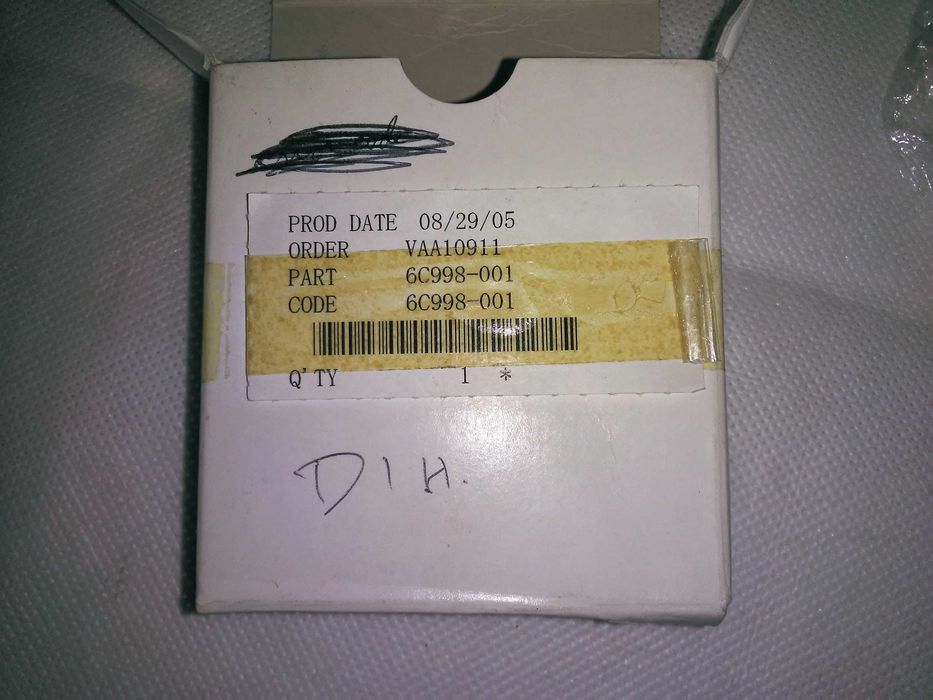 PROD DATE 08/29/05
ORDER VAA10911
PART 6C998-001
CODE 6C998-001
Q'TY 1 *
D1H.